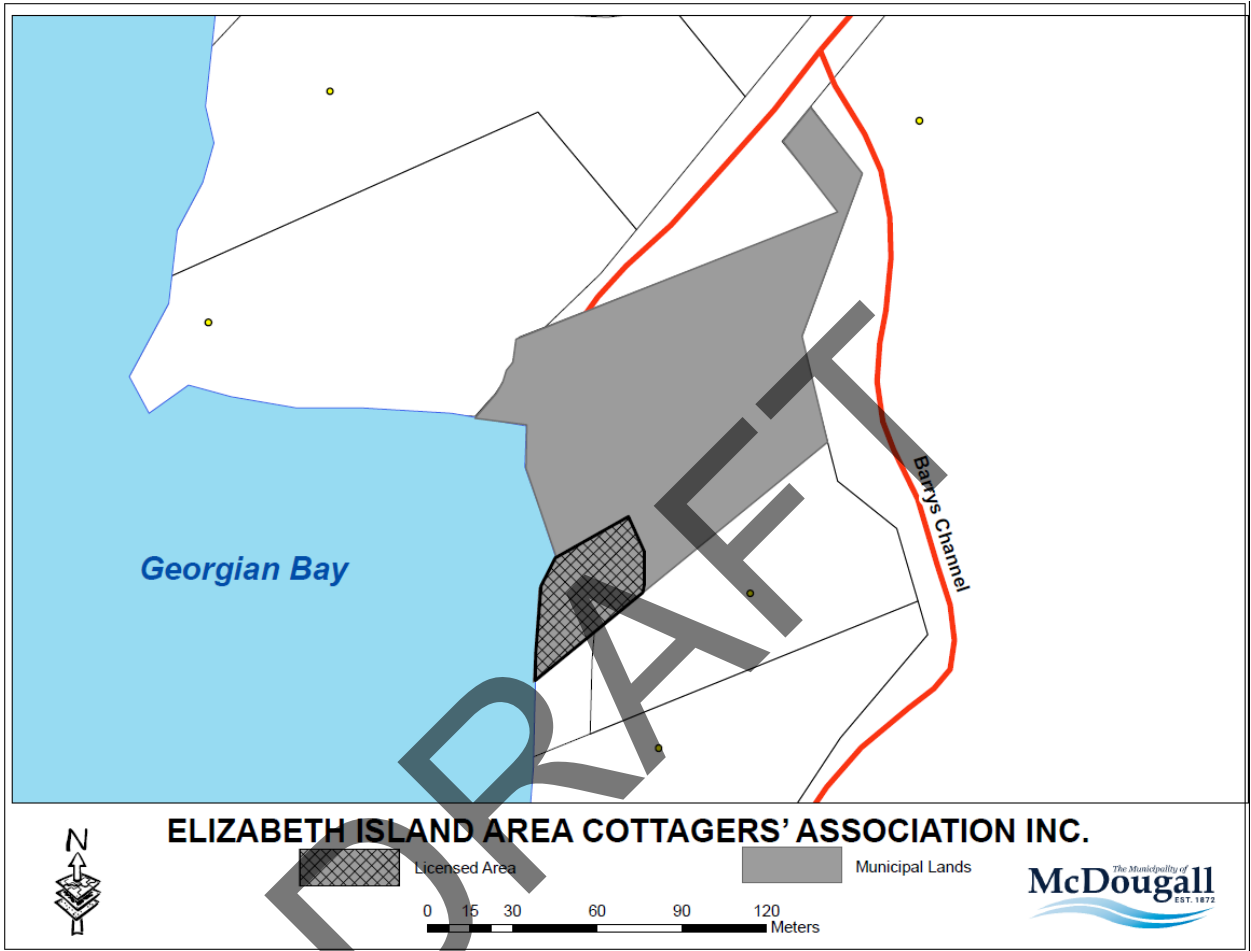 Georgian Bay
Barrys Channel
DRAFT
ELIZABETH ISLAND AREA COTTAGERS' ASSOCIATION INC.
N
Licensed Area
Municipal Lands
0 15 30 60 90 120
Meters
The Municipality of
McDougall
EST. 1872